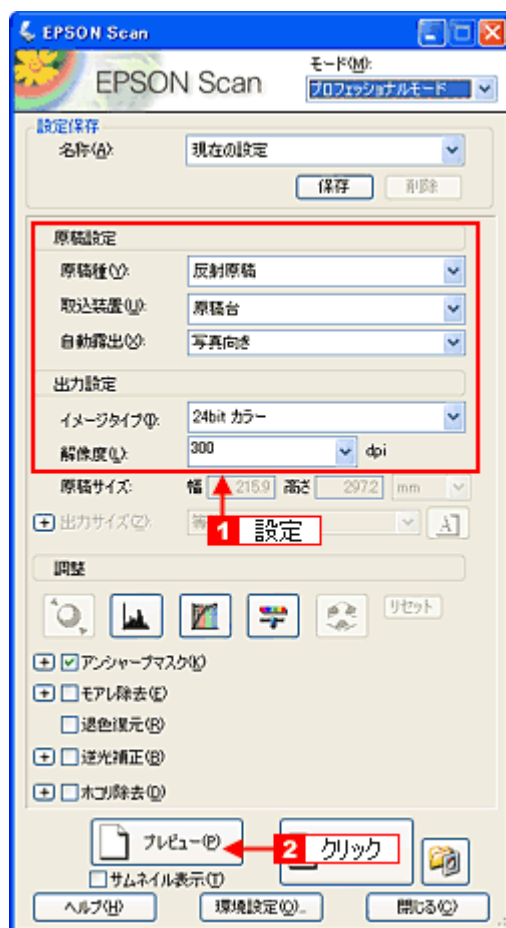 EPSON Scan
EPSON Scan
モード(M):
プロフェッショナルモード
設定保存
名称(A): 現在の設定
保存 削除
原稿設定
原稿種(Y): 反射原稿
取込装置(U): 原稿台
自動露出(X): 写真向き
出力設定
イメージタイプ(I): 24bit カラー
解像度(L): 300 dpi
原稿サイズ: 幅 215.9 高さ 297.2 mm
出力サイズ(Z):
1 設定
調整
リセット
アンシャープマスク(K)
モアレ除去(E)
退色復元(R)
逆光補正(B)
ホコリ除去(D)
プレビュー(P)
2 クリック
サムネイル表示(T)
ヘルプ(H) 環境設定(O)... 閉じる(C)